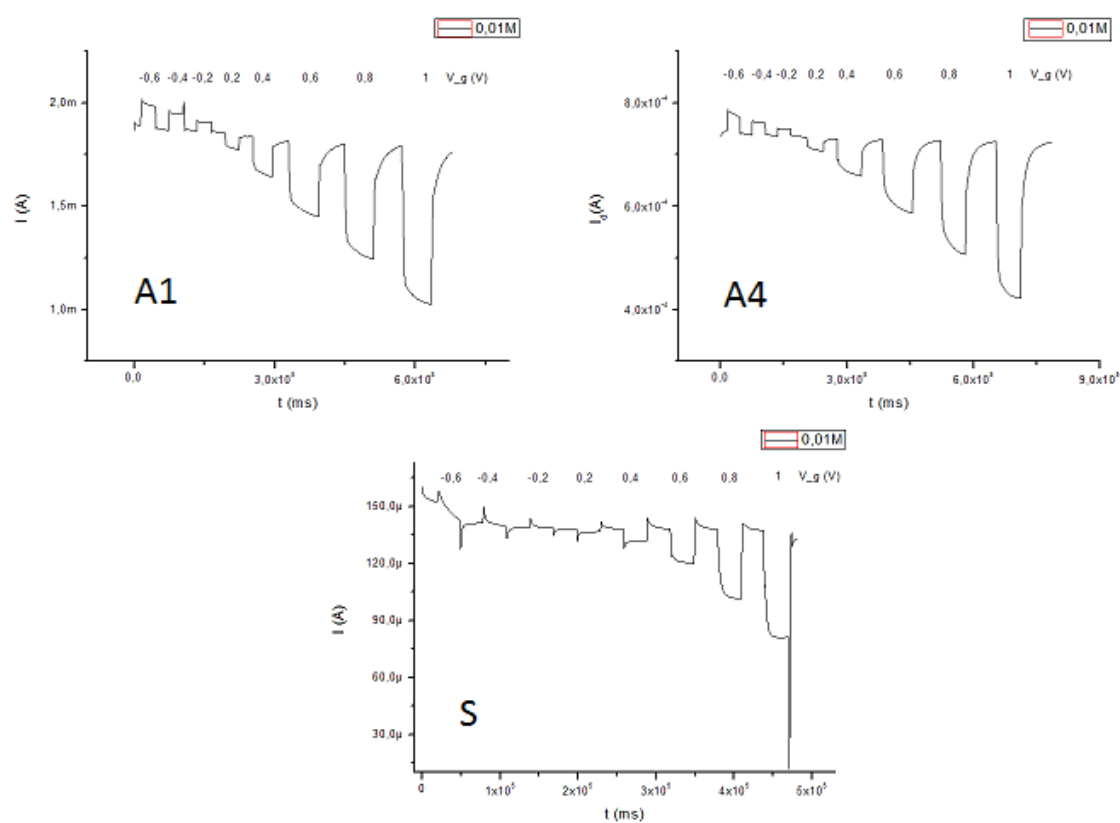 0,01M
-0,6 -0,4 -0,2 0,2 0,4 0,6 0,8 1 V_g (V)
2,0m
1,5m
1,0m
I (A)
A1
0,0 3,0x10⁵ 6,0x10⁵
t (ms)
0,01M
-0,6 -0,4 -0,2 0,2 0,4 0,6 0,8 1 V_g (V)
8,0x10⁻⁴
6,0x10⁻⁴
4,0x10⁻⁴
I_d(A)
A4
0,0 3,0x10⁵ 6,0x10⁵ 9,0x10⁵
t (ms)
0,01M
-0,6 -0,4 -0,2 0,2 0,4 0,6 0,8 1 V_g (V)
150,0µ
120,0µ
90,0µ
60,0µ
30,0µ
I (A)
S
0 1x10⁵ 2x10⁵ 3x10⁵ 4x10⁵ 5x10⁵
t (ms)